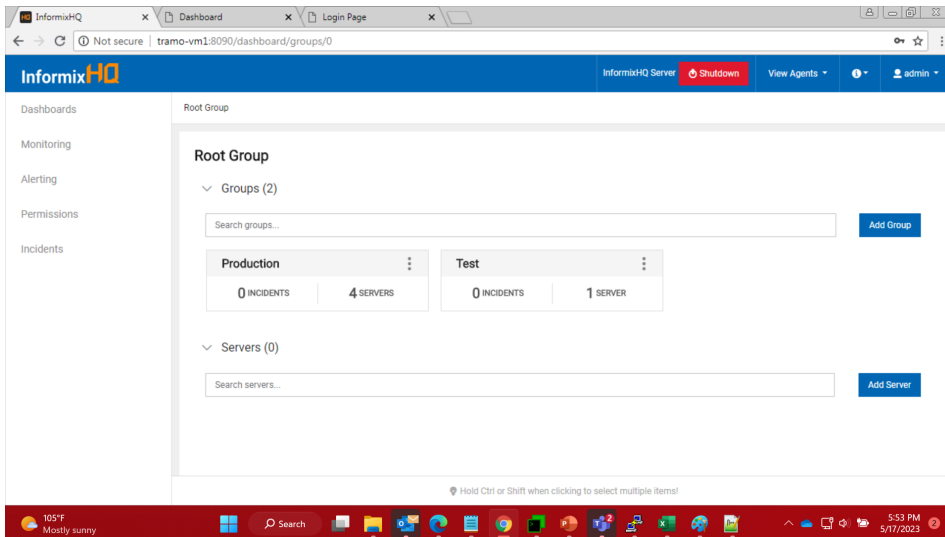 InformixHQ
Dashboard
Login Page
Not secure | tramo-vm1:8090/dashboard/groups/0
InformixHQ
InformixHQ Server
Shutdown
View Agents
admin
Dashboards
Monitoring
Alerting
Permissions
Incidents
Root Group
Root Group
Groups (2)
Search groups...
Add Group
Production
0 INCIDENTS
4 SERVERS
Test
0 INCIDENTS
1 SERVER
Servers (0)
Search servers...
Add Server
Hold Ctrl or Shift when clicking to select multiple items!
105°F
Mostly sunny
Search
2
5:53 PM
5/17/2023
2